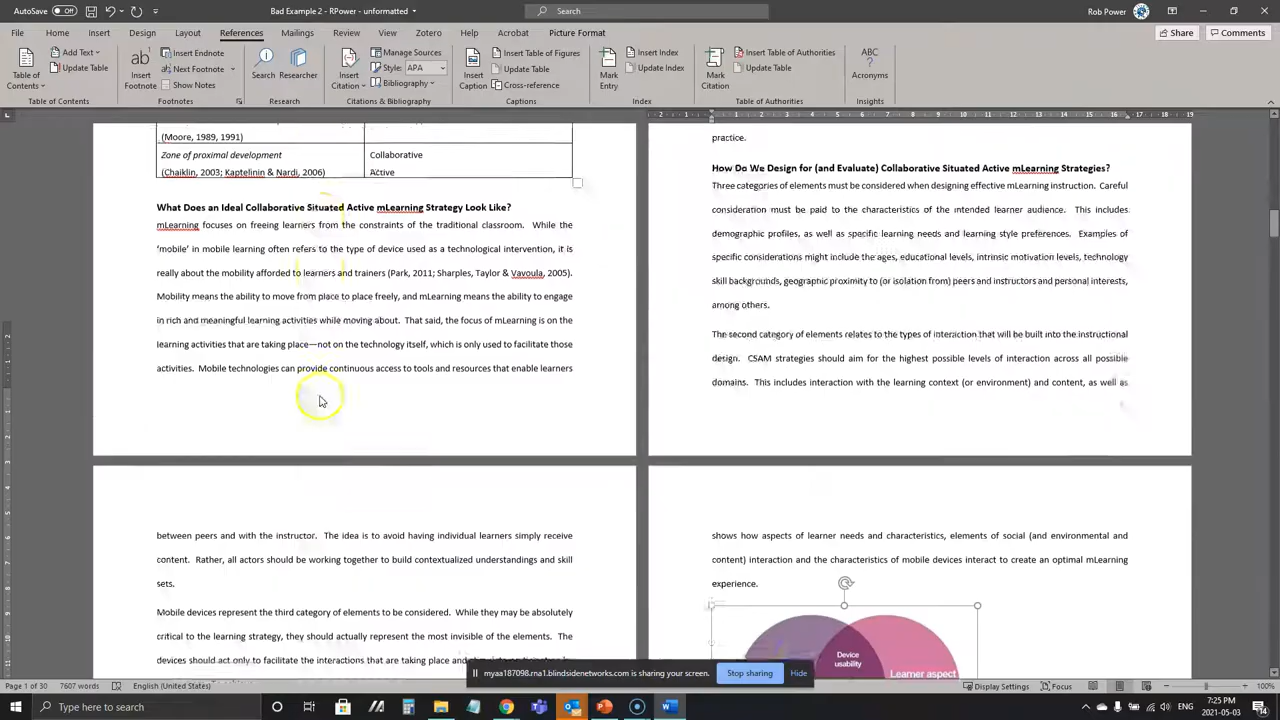 AutoSave Off Bad Example 2 - RPower - unformatted Search Rob Power
File Home Insert Design Layout References Mailings Review View Zotero Help Acrobat Picture Format Share Comments
Table of Contents
Add Text
Update Table
Table of Contents
Insert Footnote
Insert Endnote
Next Footnote
Show Notes
Footnotes
Search
Researcher
Research
Insert Citation
Manage Sources
Style: APA
Bibliography
Citations & Bibliography
Insert Caption
Insert Table of Figures
Update Table
Cross-reference
Captions
Mark Entry
Insert Index
Update Index
Index
Mark Citation
Insert Table of Authorities
Update Table
Table of Authorities
ABC
Acronyms
Insights
(Moore, 1989, 1991)
Zone of proximal development
(Chaiklin, 2003; Kaptelinin & Nardi, 2006)
Collaborative
Active
What Does an Ideal Collaborative Situated Active mLearning Strategy Look Like?
mLearning focuses on freeing learners from the constraints of the traditional classroom. While the
'mobile' in mobile learning often refers to the type of device used as a technological intervention, it is
really about the mobility afforded to learners and trainers (Park, 2011; Sharples, Taylor & Vavoula, 2005).
Mobility means the ability to move from place to place freely, and mLearning means the ability to engage
in rich and meaningful learning activities while moving about. That said, the focus of mLearning is on the
learning activities that are taking place—not on the technology itself, which is only used to facilitate those
activities. Mobile technologies can provide continuous access to tools and resources that enable learners
practice.
How Do We Design for (and Evaluate) Collaborative Situated Active mLearning Strategies?
Three categories of elements must be considered when designing effective mLearning instruction. Careful
consideration must be paid to the characteristics of the intended learner audience. This includes
demographic profiles, as well as specific learning needs and learning style preferences. Examples of
specific considerations might include the ages, educational levels, intrinsic motivation levels, technology
skill backgrounds, geographic proximity to (or isolation from) peers and instructors and personal interests,
among others.
The second category of elements relates to the types of interaction that will be built into the instructional
design. CSAM strategies should aim for the highest possible levels of interaction across all possible
domains. This includes interaction with the learning context (or environment) and content, as well as
between peers and with the instructor. The idea is to avoid having individual learners simply receive
content. Rather, all actors should be working together to build contextualized understandings and skill
sets.
Mobile devices represent the third category of elements to be considered. While they may be absolutely
critical to the learning strategy, they should actually represent the most invisible of the elements. The
devices should act only to facilitate the interactions that are taking place and
shows how aspects of learner needs and characteristics, elements of social (and environmental and
content) interaction and the characteristics of mobile devices interact to create an optimal mLearning
experience.
Device
usability
Learner aspect
myaa187098.rna1.blindsidenetworks.com is sharing your screen. Stop sharing Hide
Page 1 of 30 7607 words English (United States) Display Settings Focus 100%
Type here to search
7:25 PM
2021-05-03